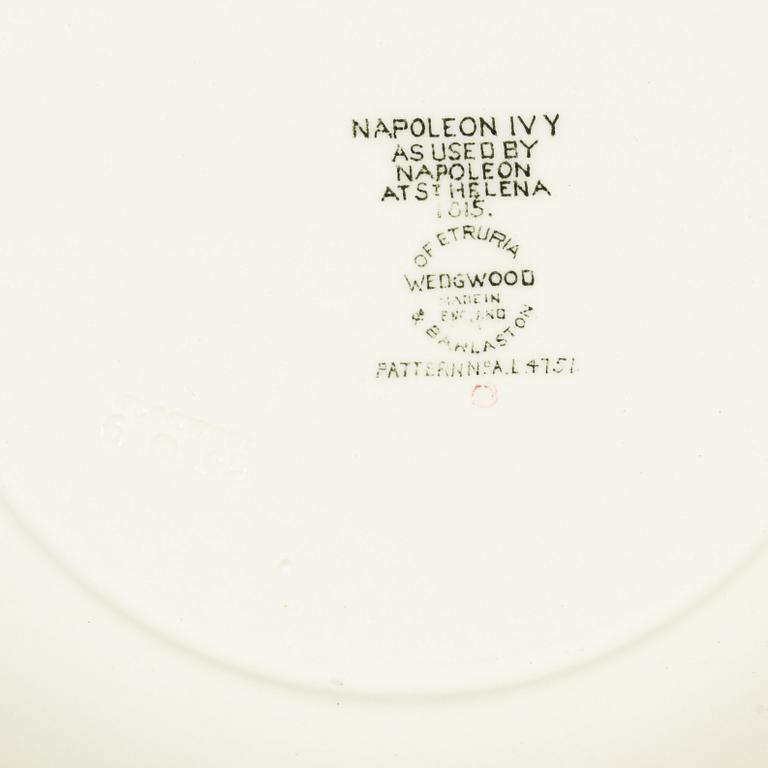 NAPOLEON IVY
AS USED BY
NAPOLEON
AT ST HELENA
1815.
OF ETRURIA
WEDGWOOD
MADE IN
ENGLAND
& BARLASTON
PATTERN No A.L 4751